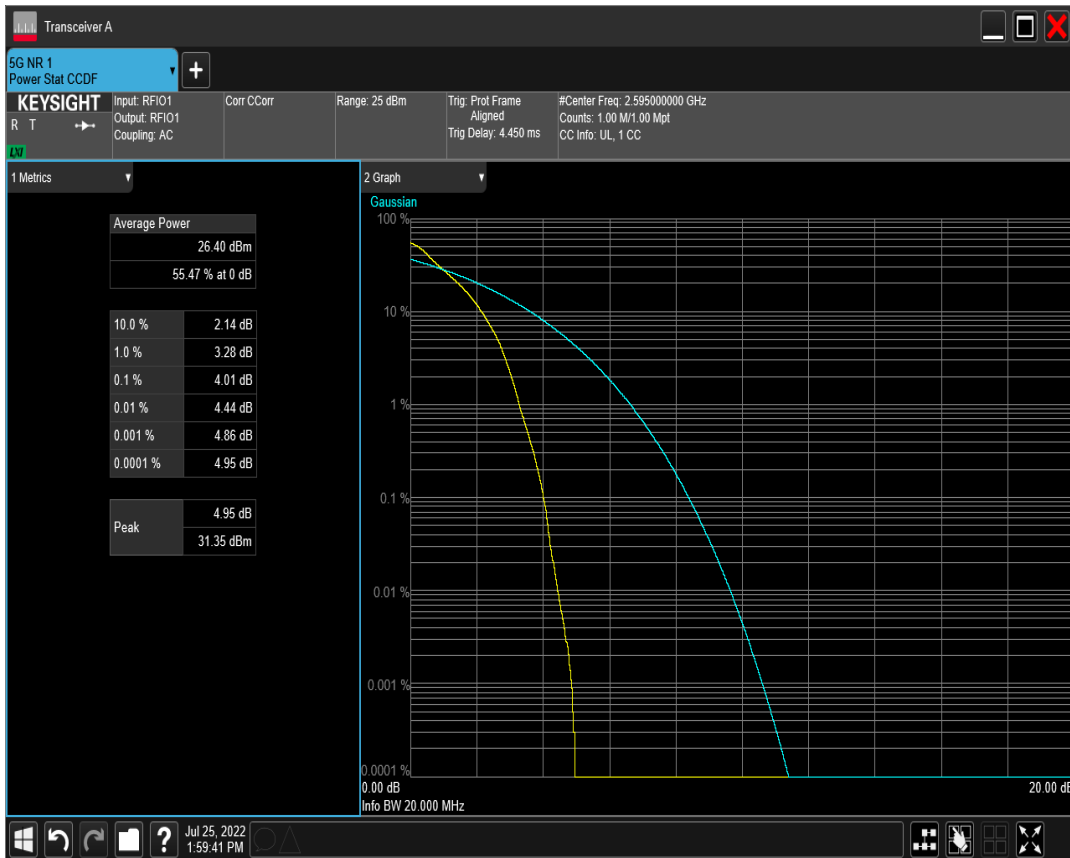 Transceiver A
5G NR 1
Power Stat CCDF
KEYSIGHT
R T
LXI
Input: RFIO1
Output: RFIO1
Coupling: AC
Corr CCorr
Range: 25 dBm
Trig: Prot Frame
Aligned
Trig Delay: 4.450 ms
#Center Freq: 2.595000000 GHz
Counts: 1.00 M/1.00 Mpt
CC Info: UL, 1 CC
1 Metrics
Average Power
26.40 dBm
55.47 % at 0 dB
10.0 % 2.14 dB
1.0 % 3.28 dB
0.1 % 4.01 dB
0.01 % 4.44 dB
0.001 % 4.86 dB
0.0001 % 4.95 dB
Peak 4.95 dB
31.35 dBm
2 Graph
Gaussian
100 %
10 %
1 %
0.1 %
0.01 %
0.001 %
0.0001 %
0.00 dB 20.00 dB
Info BW 20.000 MHz
Jul 25, 2022
1:59:41 PM